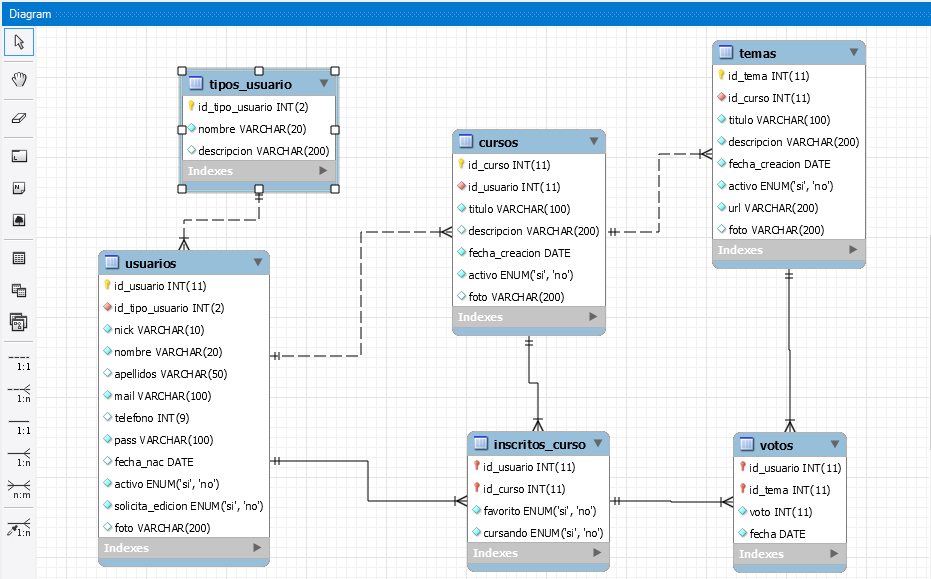 Diagram
tipos_usuario
id_tipo_usuario INT(2)
nombre VARCHAR(20)
descripcion VARCHAR(200)
Indexes
usuarios
id_usuario INT(11)
id_tipo_usuario INT(2)
nick VARCHAR(10)
nombre VARCHAR(20)
apellidos VARCHAR(50)
mail VARCHAR(100)
telefono INT(9)
pass VARCHAR(100)
fecha_nac DATE
activo ENUM('si', 'no')
solicita_edicion ENUM('si', 'no')
foto VARCHAR(200)
Indexes
cursos
id_curso INT(11)
id_usuario INT(11)
titulo VARCHAR(100)
descripcion VARCHAR(200)
fecha_creacion DATE
activo ENUM('si', 'no')
foto VARCHAR(200)
Indexes
temas
id_tema INT(11)
id_curso INT(11)
titulo VARCHAR(100)
descripcion VARCHAR(200)
fecha_creacion DATE
activo ENUM('si', 'no')
url VARCHAR(200)
foto VARCHAR(200)
Indexes
inscritos_curso
id_usuario INT(11)
id_curso INT(11)
favorito ENUM('si', 'no')
cursando ENUM('si', 'no')
Indexes
votos
id_usuario INT(11)
id_tema INT(11)
voto INT(11)
fecha DATE
Indexes
1:1
1:n
1:1
1:n
n:m
1:n